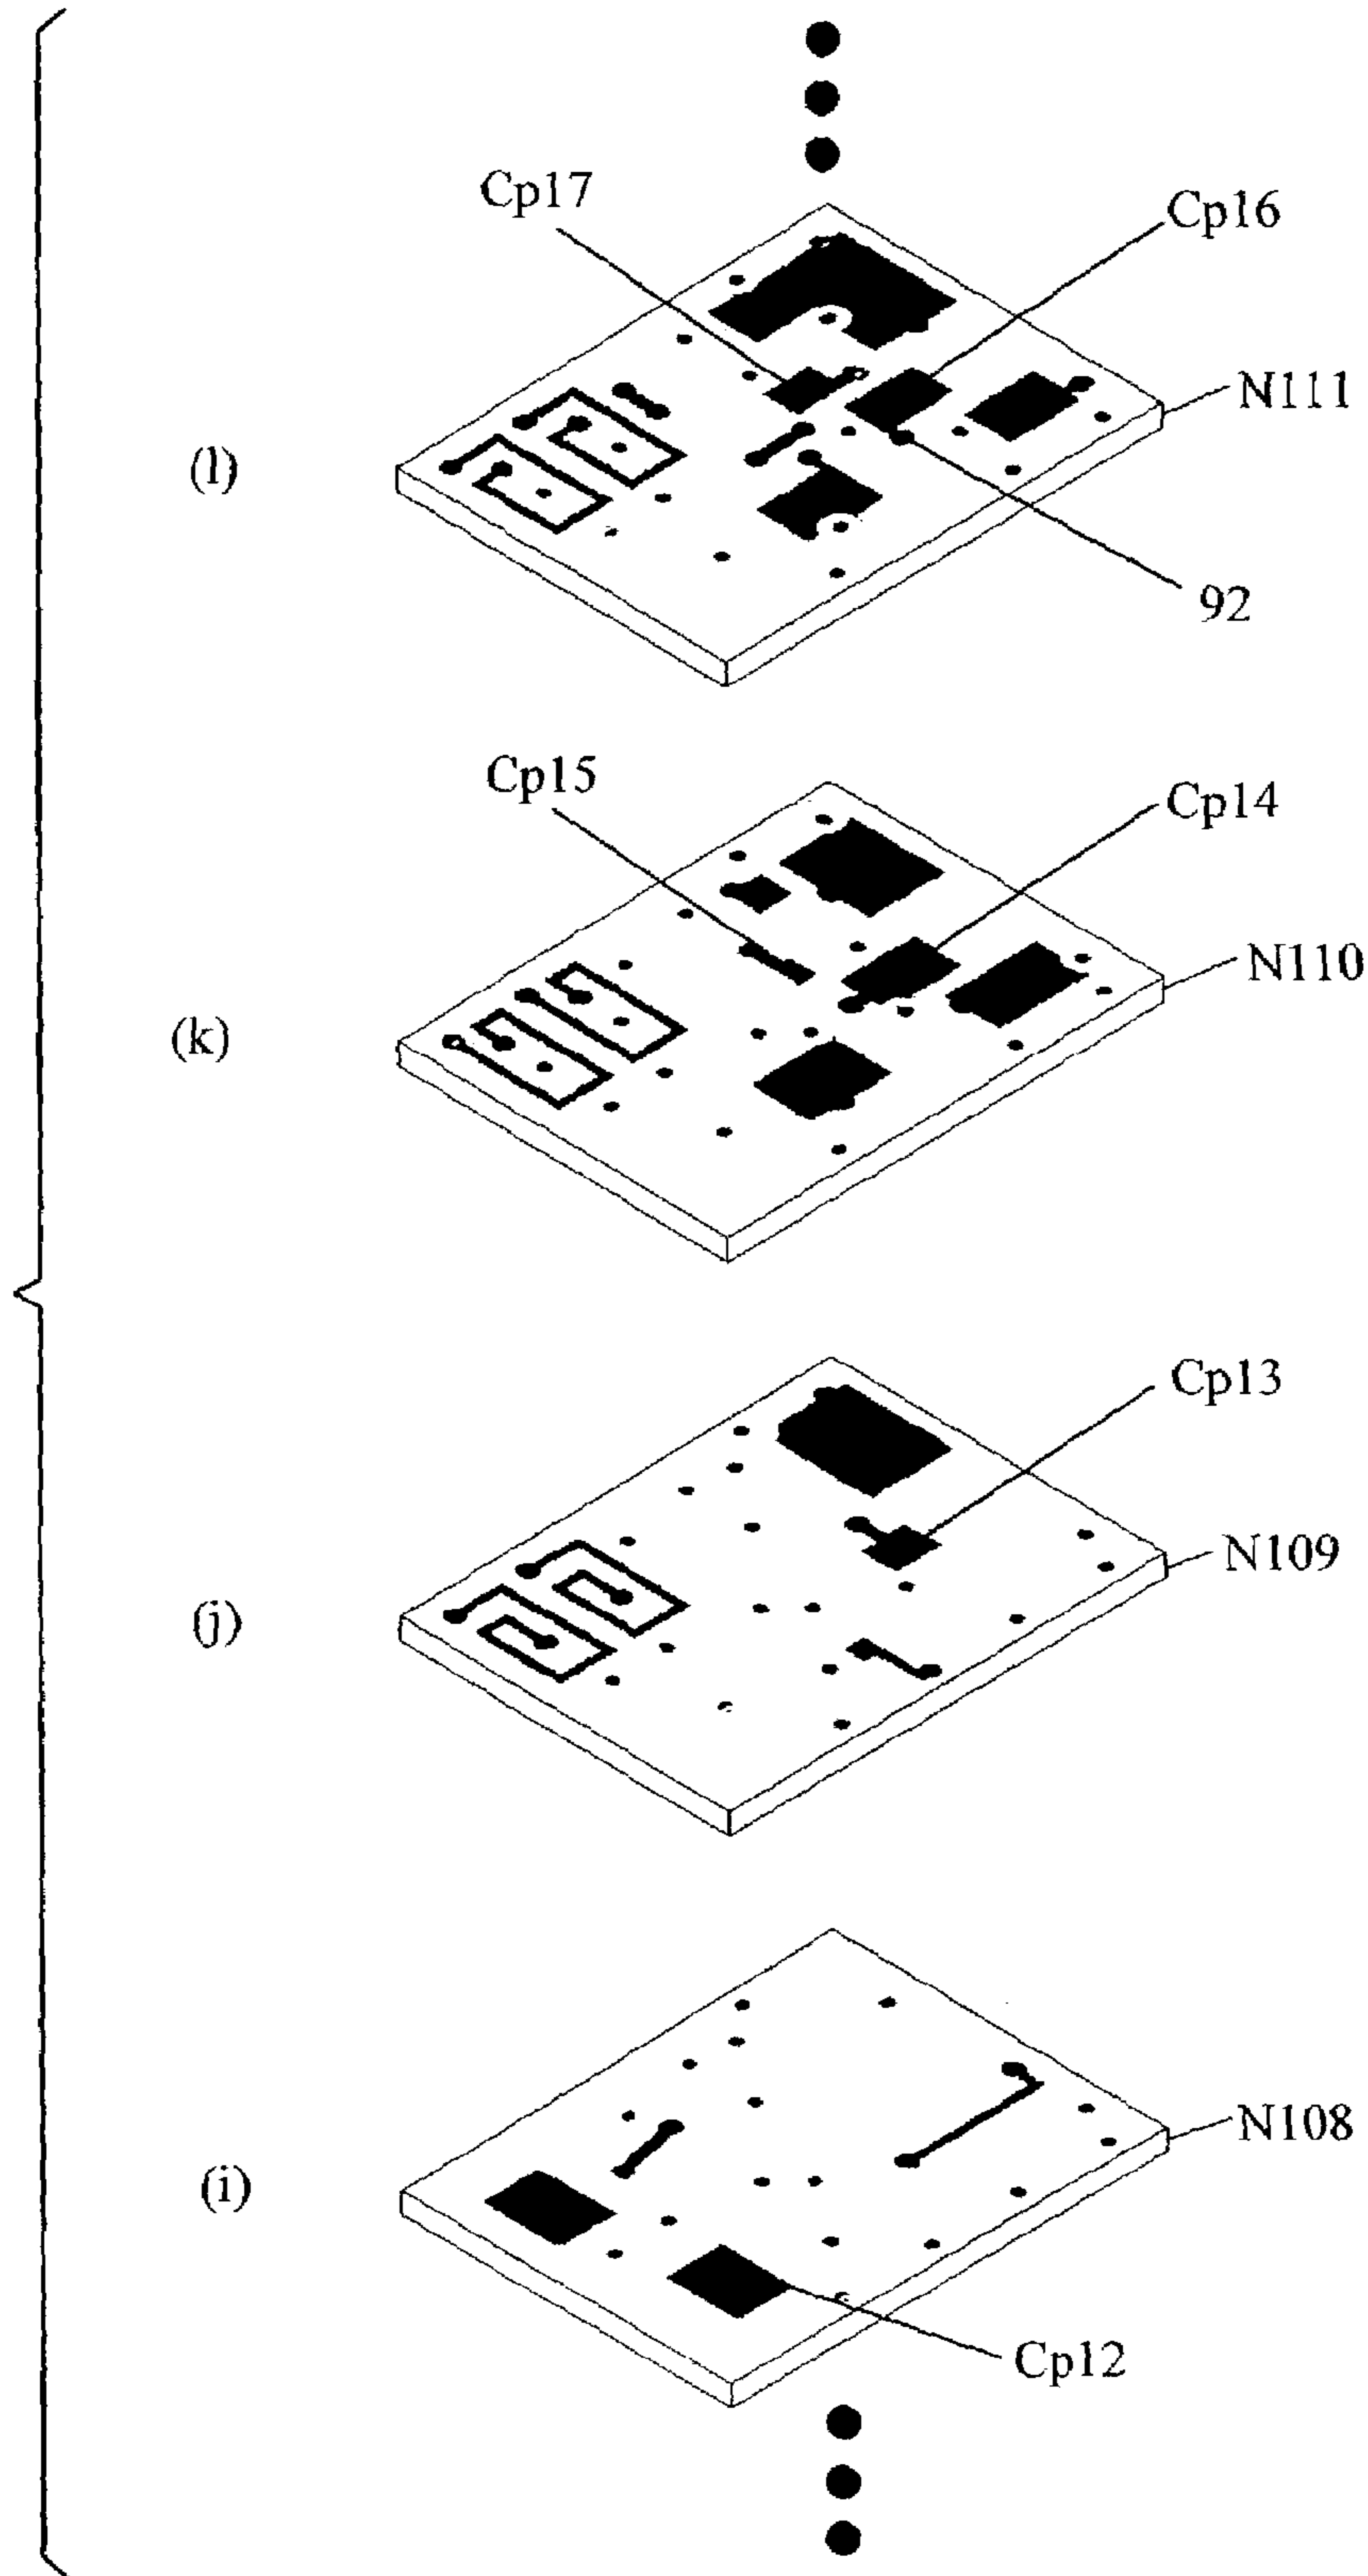 Cp17
Cp16
N111
(l)
92
Cp15
Cp14
N110
(k)
Cp13
N109
(j)
N108
(i)
Cp12